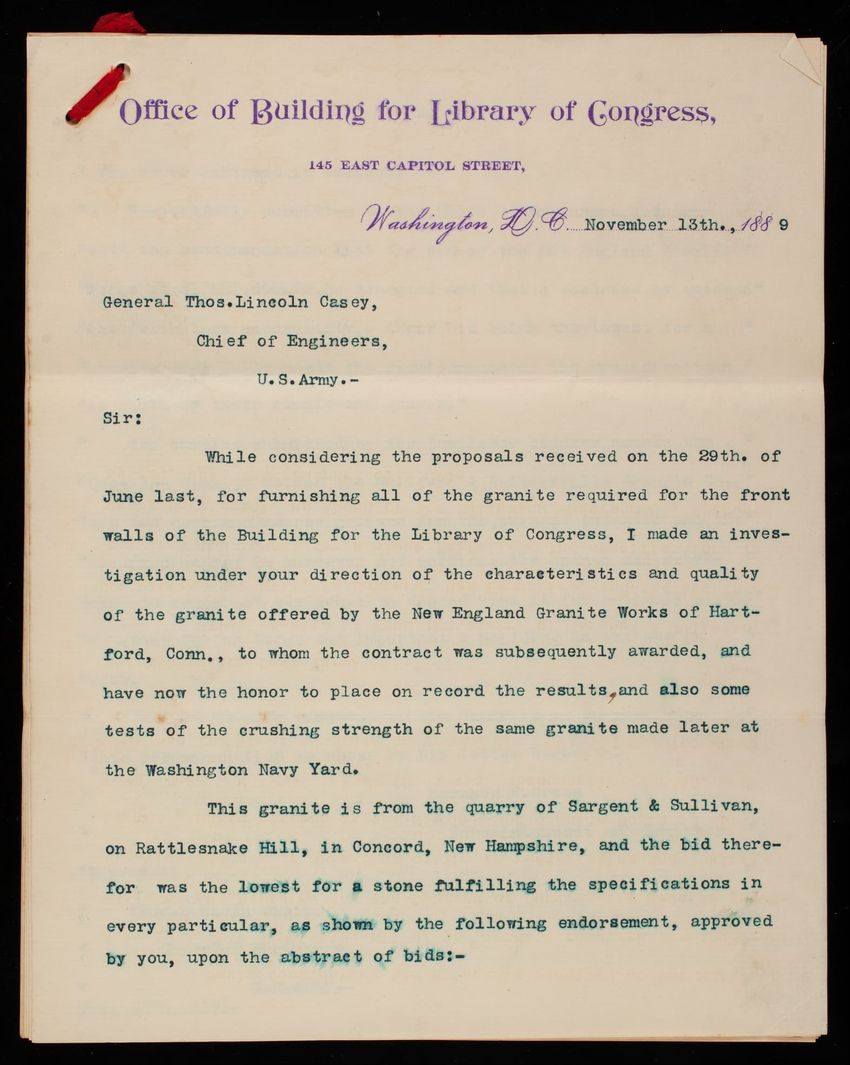 Office of Building for Library of Congress,
145 EAST CAPITOL STREET,
Washington, D. C. November 13th., 1889
General Thos.Lincoln Casey,
Chief of Engineers,
U.S.Army.-
Sir:
While considering the proposals received on the 29th. of
June last, for furnishing all of the granite required for the front
walls of the Building for the Library of Congress, I made an inves-
tigation under your direction of the characteristics and quality
of the granite offered by the New England Granite Works of Hart-
ford, Conn., to whom the contract was subsequently awarded, and
have now the honor to place on record the results, and also some
tests of the crushing strength of the same granite made later at
the Washington Navy Yard.
This granite is from the quarry of Sargent & Sullivan,
on Rattlesnake Hill, in Concord, New Hampshire, and the bid there-
for was the lowest for a stone fulfilling the specifications in
every particular, as shown by the following endorsement, approved
by you, upon the abstract of bids:-